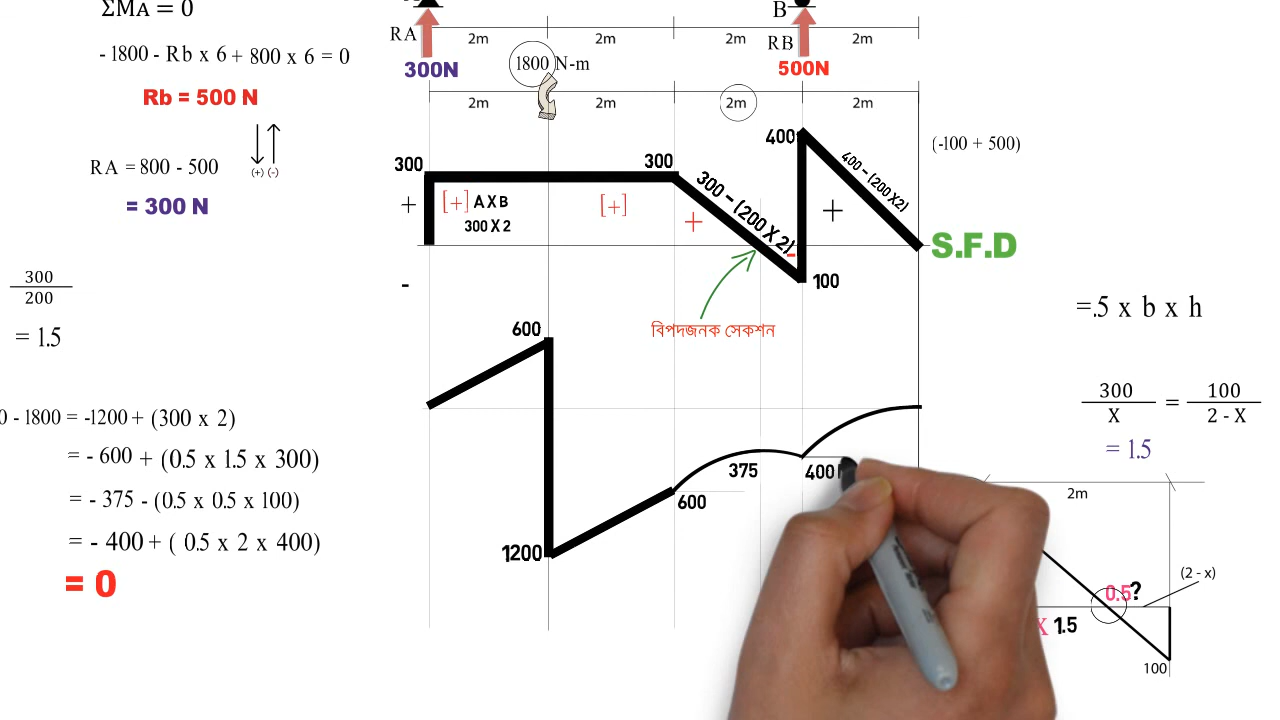 ΣMA = 0
- 1800 - Rb x 6 + 800 x 6 = 0
Rb = 500 N
RA = 800 - 500
(+) (-)
= 300 N
300
200
= 1.5
0 - 1800 = -1200 + (300 x 2)
= - 600 + (0.5 x 1.5 x 300)
= - 375 - (0.5 x 0.5 x 100)
= - 400 + ( 0.5 x 2 x 400)
= 0
B
RA
2m
2m
2m
RB
2m
300N
1800 N-m
500N
2m
2m
2m
2m
300
300
400
(-100 + 500)
[+] A X B
300 X 2
[+]
300 - (200 X 2)
400 - (200 X2)
+
+
+
-
-
100
S.F.D
বিপদজনক সেকশন
600
1200
600
375
400
=.5 x b x h
300 = 100
X 2 - X
= 1.5
2m
(2 - x)
0.5?
X 1.5
100